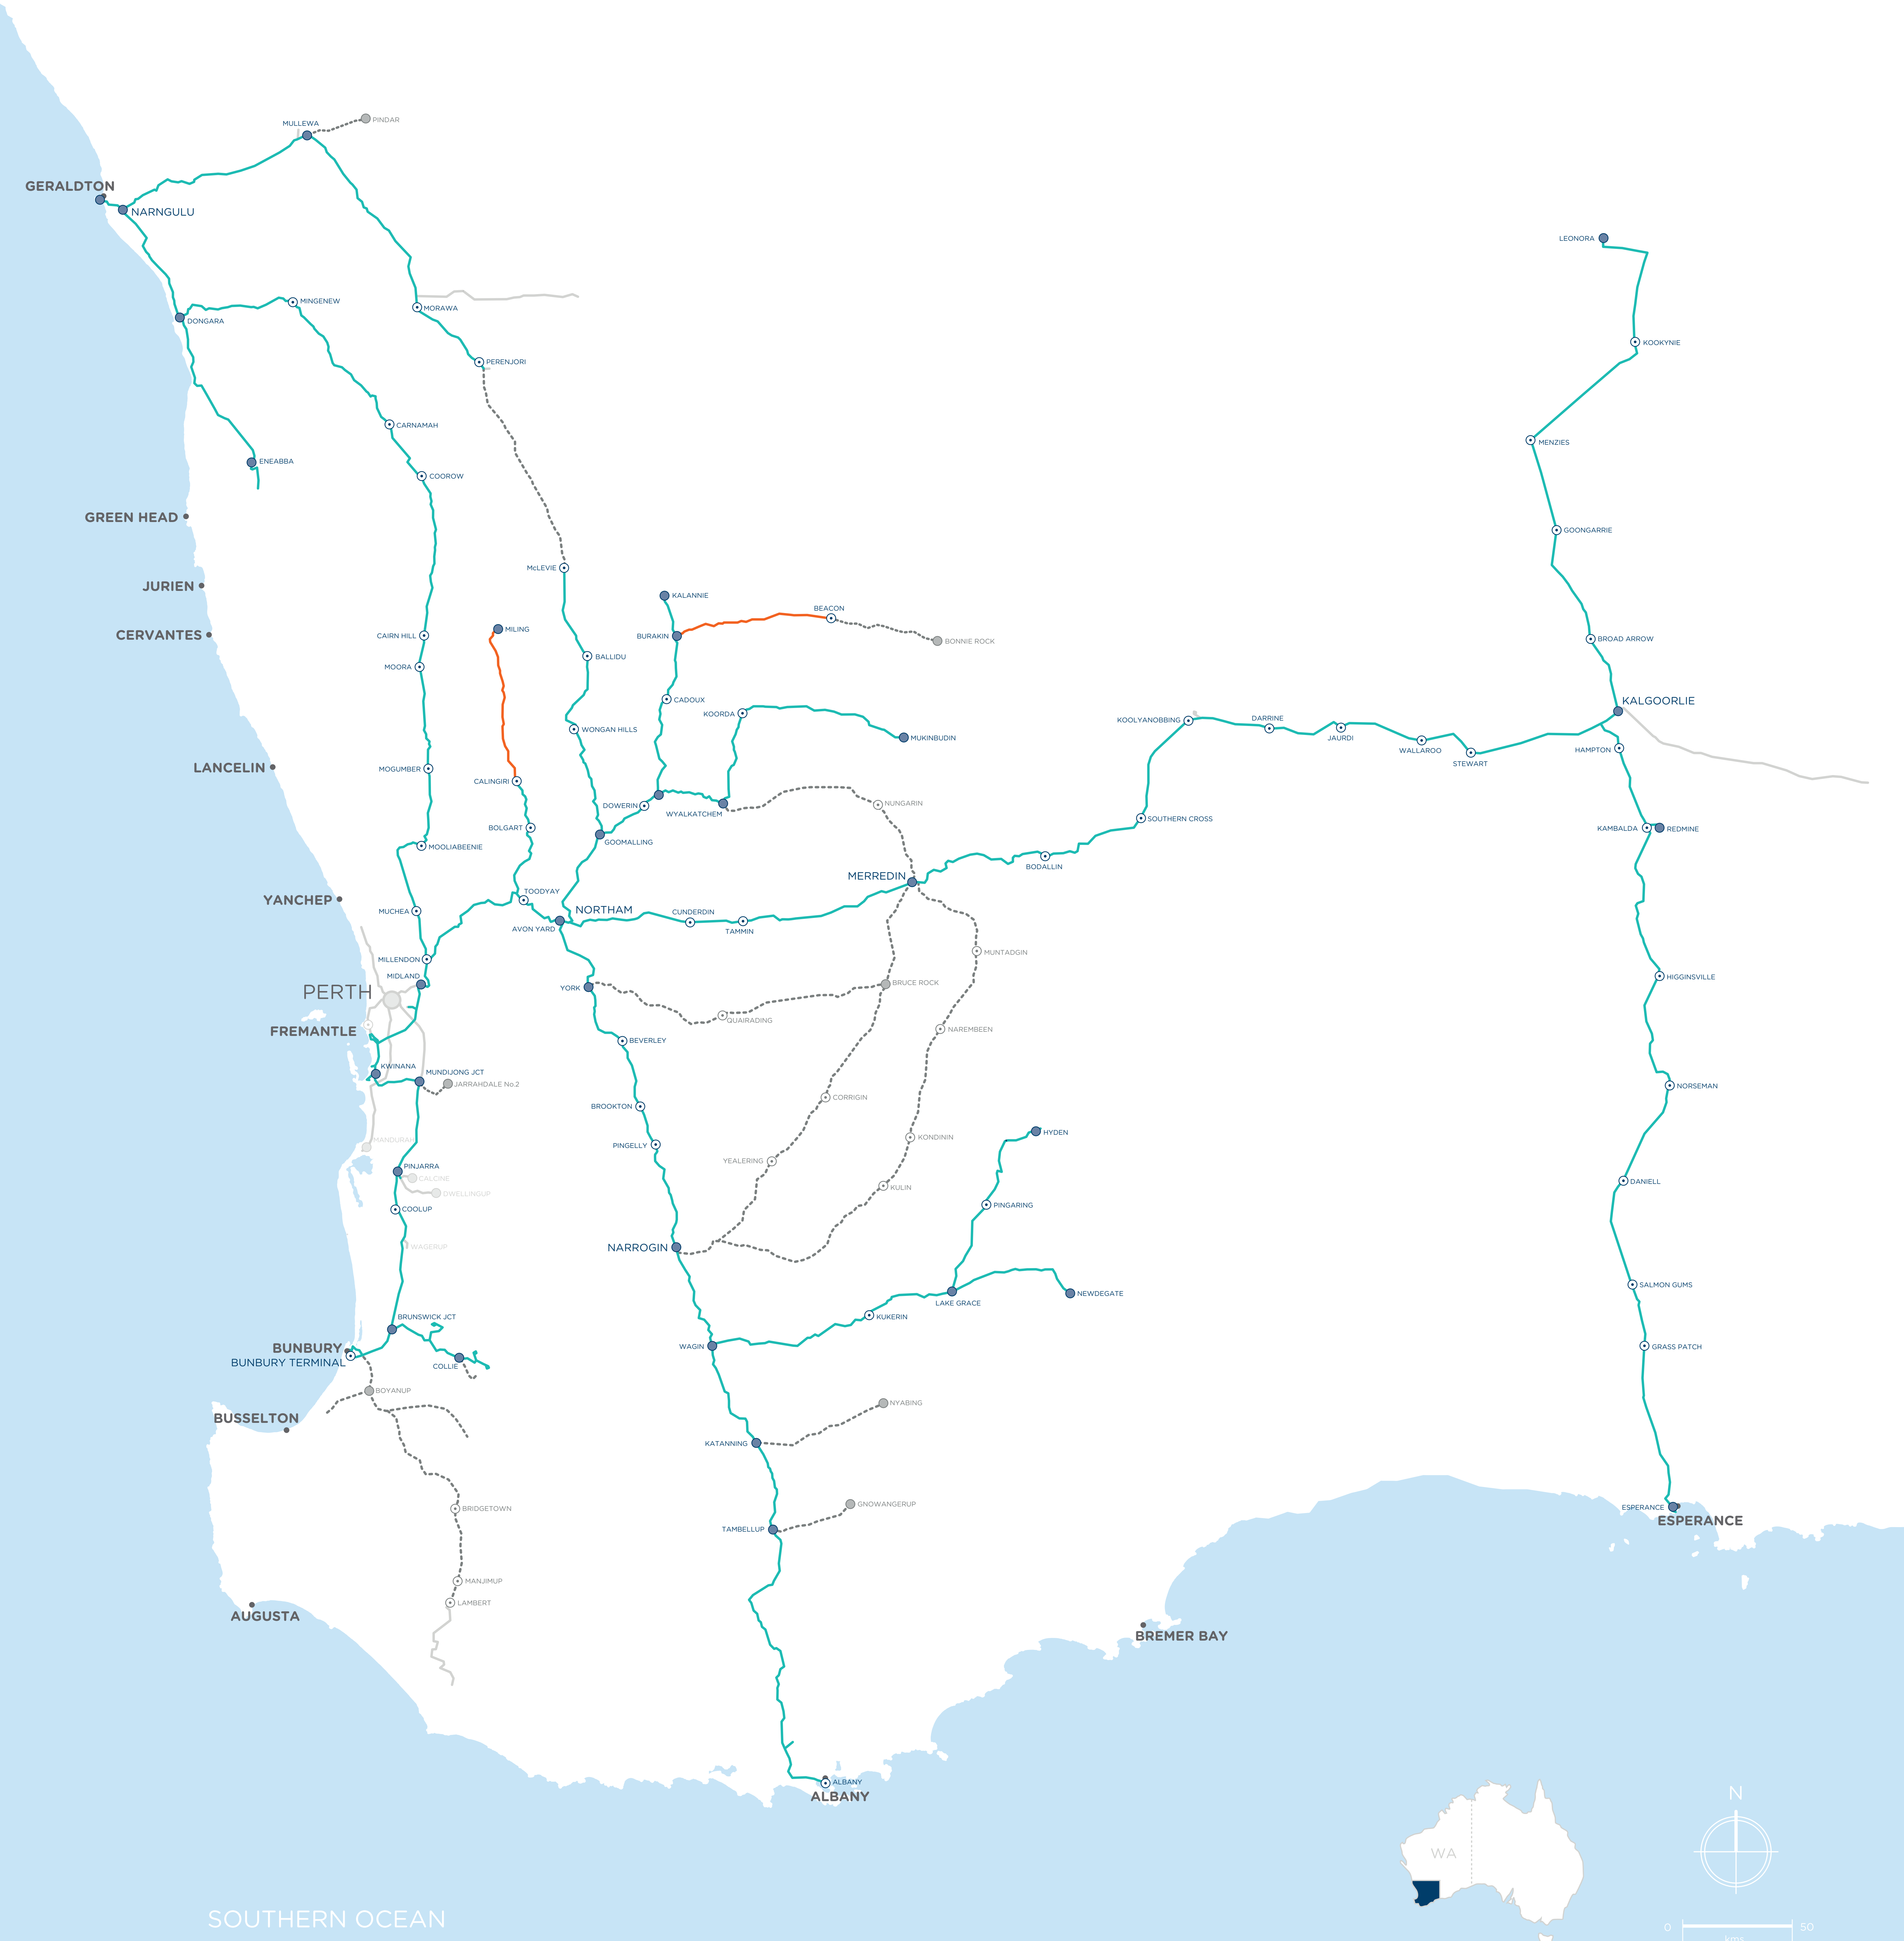 PINDAR
MULLEWA
GERALDTON
NARNGULU
LEONORA
MINGENEW
MORAWA
DONGARA
KOOKYNIE
PERENJORI
CARNAMAH
MENZIES
ENEABBA
COOROW
GREEN HEAD
GOONGARRIE
McLEVIE
JURIEN
KALANNIE
BEACON
MILING
CERVANTES
CAIRN HILL
BURAKIN
BONNIE ROCK
BROAD ARROW
BALLIDU
MOORA
CADOUX
KALGOORLIE
KOORDA
KOOLYANOBBING
DARRINE
WONGAN HILLS
MUKINBUDIN
JAURDI
WALLAROO
HAMPTON
STEWART
LANCELIN
MOGUMBER
CALINGIRI
DOWERIN
WYALKATCHEM
NUNGARIN
SOUTHERN CROSS
BOLGART
KAMBALDA
REDMINE
GOOMALLING
MOOLIABEENIE
BODALLIN
MERREDIN
TOODYAY
YANCHEP
MUCHEA
NORTHAM
CUNDERDIN
TAMMIN
AVON YARD
MUNTADGIN
MILLENDON
MIDLAND
HIGGINSVILLE
BRUCE ROCK
YORK
PERTH
QUAIRADING
FREMANTLE
NAREMBEEN
BEVERLEY
KWINANA
MUNDIJONG JCT
JARRAHDALE No.2
NORSEMAN
CORRIGIN
BROOKTON
HYDEN
KONDININ
MANDURAH
PINGELLY
YEALERING
PINJARRA
CALCINE
DANIELL
KULIN
DWELLINGUP
PINGARING
COOLUP
WAGERUP
NARROGIN
SALMON GUMS
NEWDEGATE
LAKE GRACE
BRUNSWICK JCT
KUKERIN
BUNBURY
WAGIN
GRASS PATCH
BUNBURY TERMINAL
COLLIE
BOYANUP
NYABING
BUSSELTON
KATANNING
GNOWANGERUP
BRIDGETOWN
ESPERANCE
ESPERANCE
TAMBELLUP
MANJIMUP
LAMBERT
AUGUSTA
BREMER BAY
ALBANY
ALBANY
N
WA
SOUTHERN OCEAN
0
50
kms